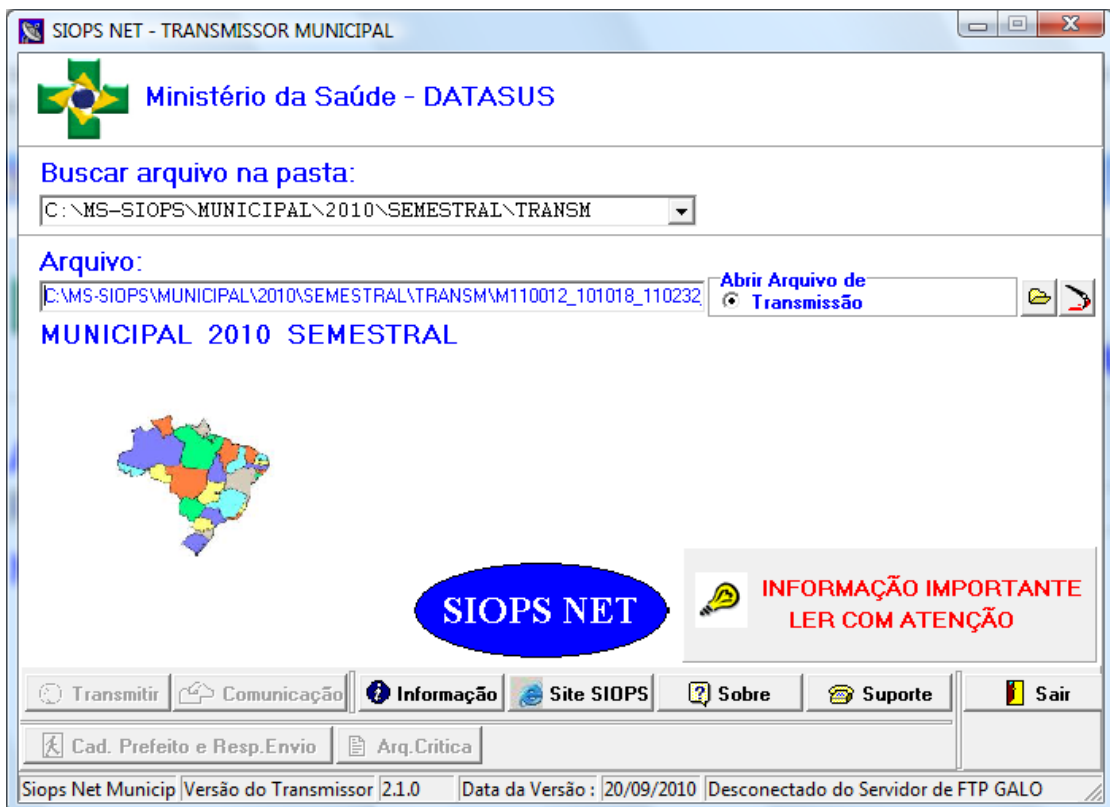 SIOPS NET - TRANSMISSOR MUNICIPAL
Ministério da Saúde - DATASUS
Buscar arquivo na pasta:
C:\MS-SIOPS\MUNICIPAL\2010\SEMESTRAL\TRANSM
Arquivo:
C:\MS-SIOPS\MUNICIPAL\2010\SEMESTRAL\TRANSM\M110012_101018_110232_
Abrir Arquivo de
Transmissão
MUNICIPAL 2010 SEMESTRAL
SIOPS NET
INFORMAÇÃO IMPORTANTE
LER COM ATENÇÃO
Transmitir Comunicação Informação Site SIOPS Sobre Suporte Sair
Cad. Prefeito e Resp.Envio Arq.Critica
Siops Net Municip Versão do Transmissor 2.1.0 Data da Versão : 20/09/2010 Desconectado do Servidor de FTP GALO